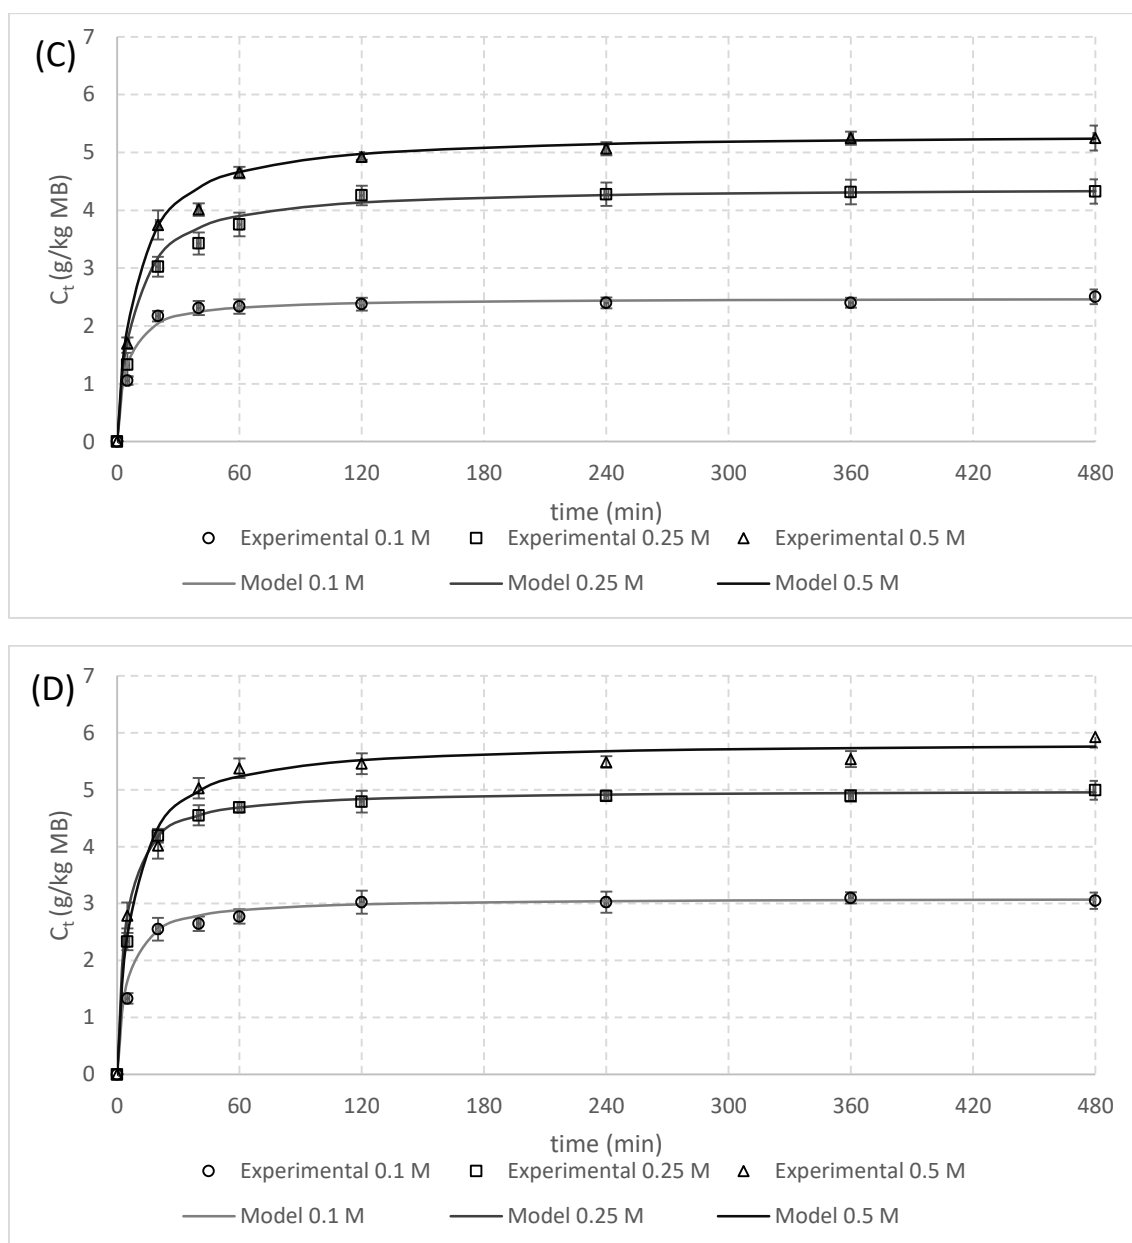 (C)
7
6
5
4
3
2
1
0
Ct (g/kg MB)
0 60 120 180 240 300 360 420 480
time (min)
Experimental 0.1 M Experimental 0.25 M Experimental 0.5 M
Model 0.1 M Model 0.25 M Model 0.5 M
(D)
7
6
5
4
3
2
1
0
Ct (g/kg MB)
0 60 120 180 240 300 360 420 480
time (min)
Experimental 0.1 M Experimental 0.25 M Experimental 0.5 M
Model 0.1 M Model 0.25 M Model 0.5 M